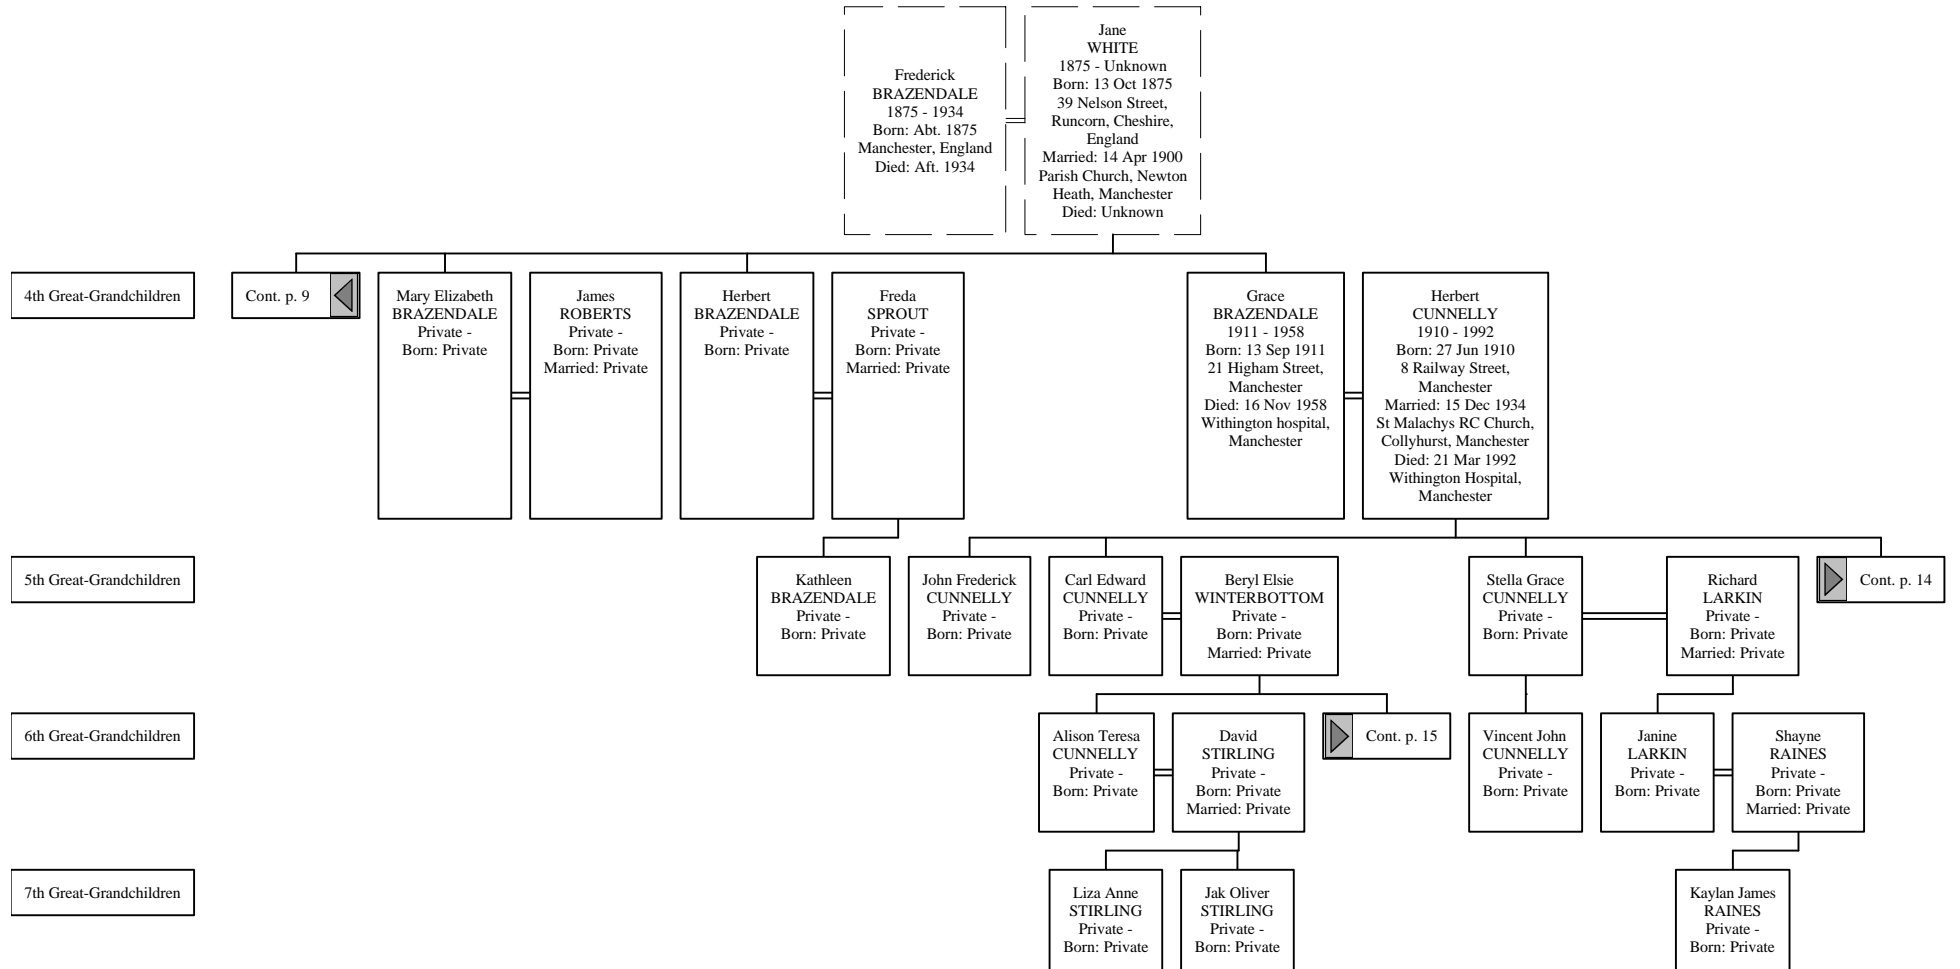 Frederick
BRAZENDALE
1875 - 1934
Born: Abt. 1875
Manchester, England
Died: Aft. 1934
Jane
WHITE
1875 - Unknown
Born: 13 Oct 1875
39 Nelson Street,
Runcorn, Cheshire,
England
Married: 14 Apr 1900
Parish Church, Newton
Heath, Manchester
Died: Unknown
4th Great-Grandchildren
Cont. p. 9
Mary Elizabeth
BRAZENDALE
Private -
Born: Private
James
ROBERTS
Private -
Born: Private
Married: Private
Herbert
BRAZENDALE
Private -
Born: Private
Freda
SPROUT
Private -
Born: Private
Married: Private
Grace
BRAZENDALE
1911 - 1958
Born: 13 Sep 1911
21 Higham Street,
Manchester
Died: 16 Nov 1958
Withington hospital,
Manchester
Herbert
CUNNELLY
1910 - 1992
Born: 27 Jun 1910
8 Railway Street,
Manchester
Married: 15 Dec 1934
St Malachys RC Church,
Collyhurst, Manchester
Died: 21 Mar 1992
Withington Hospital,
Manchester
5th Great-Grandchildren
Kathleen
BRAZENDALE
Private -
Born: Private
John Frederick
CUNNELLY
Private -
Born: Private
Carl Edward
CUNNELLY
Private -
Born: Private
Beryl Elsie
WINTERBOTTOM
Private -
Born: Private
Married: Private
Stella Grace
CUNNELLY
Private -
Born: Private
Richard
LARKIN
Private -
Born: Private
Married: Private
Cont. p. 14
6th Great-Grandchildren
Alison Teresa
CUNNELLY
Private -
Born: Private
David
STIRLING
Private -
Born: Private
Married: Private
Cont. p. 15
Vincent John
CUNNELLY
Private -
Born: Private
Janine
LARKIN
Private -
Born: Private
Shayne
RAINES
Private -
Born: Private
Married: Private
7th Great-Grandchildren
Liza Anne
STIRLING
Private -
Born: Private
Jak Oliver
STIRLING
Private -
Born: Private
Kaylan James
RAINES
Private -
Born: Private